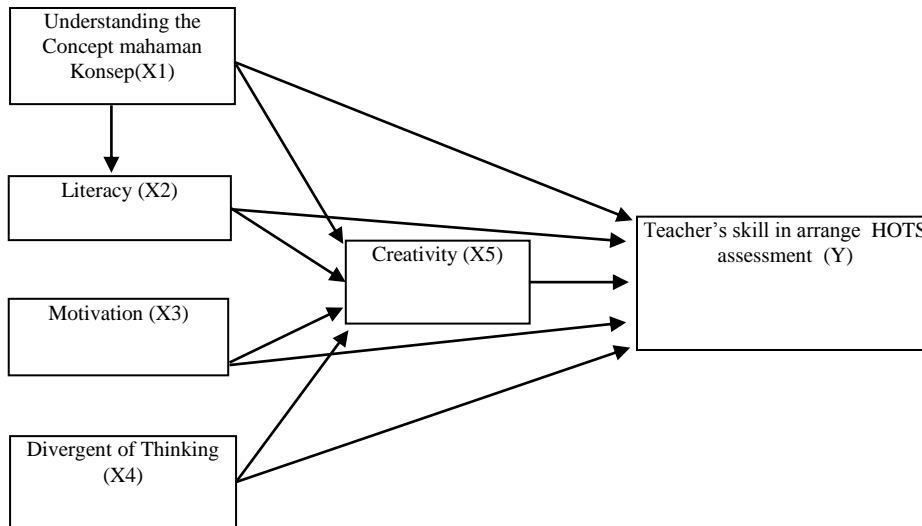 Understanding the
Concept mahaman
Konsep(X1)
Literacy (X2)
Teacher's skill in arrange HOTS
assessment (Y)
Creativity (X5)
Motivation (X3)
Divergent of Thinking
(X4)